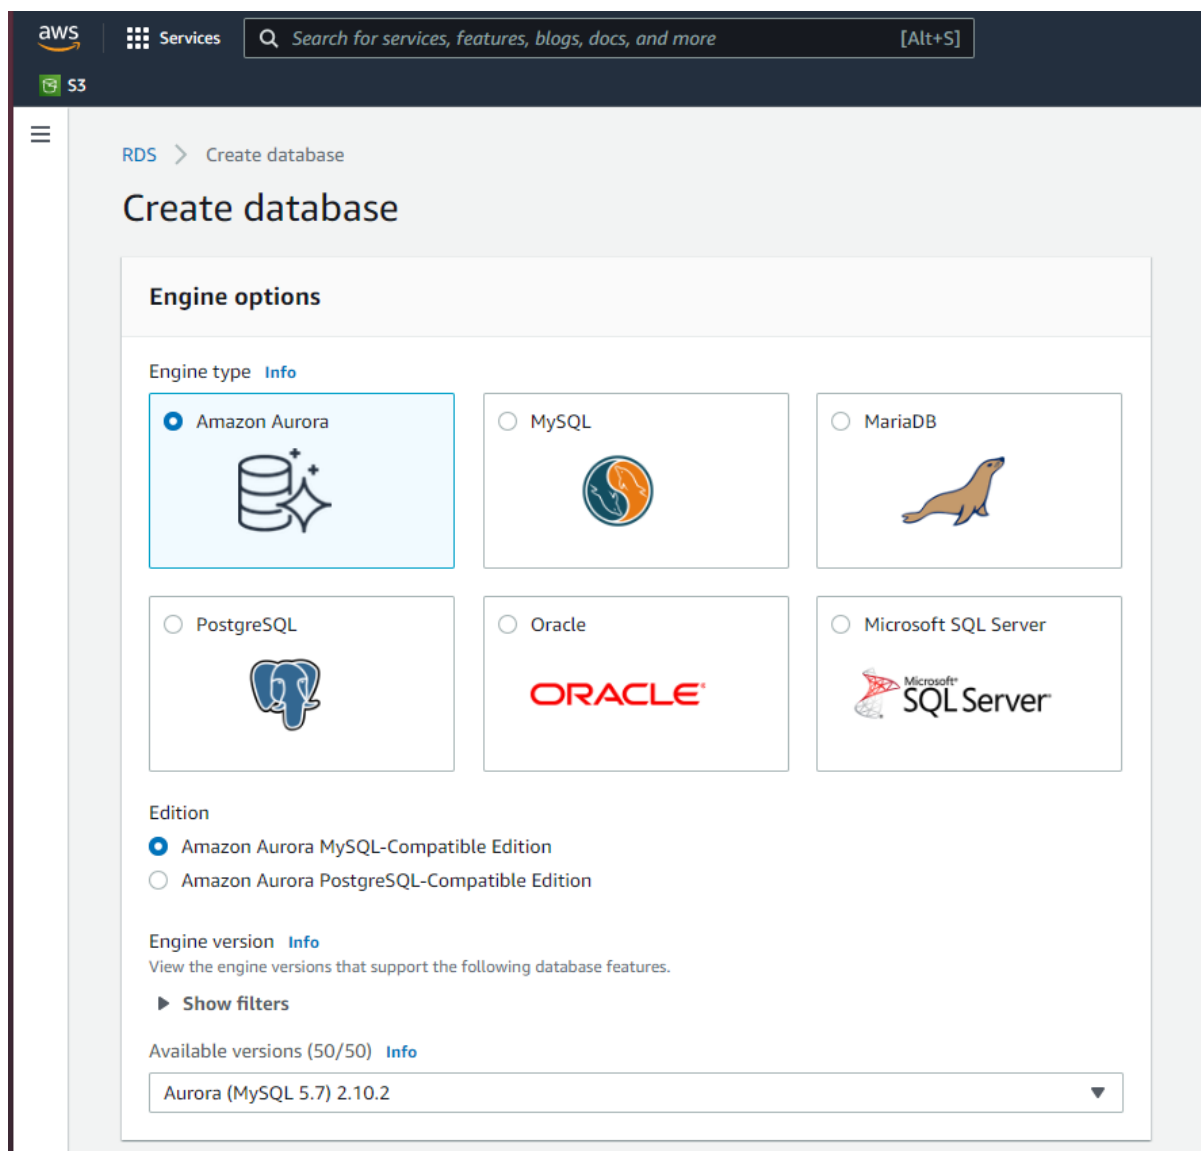 aws Services Search for services, features, blogs, docs, and more [Alt+S]
S3
RDS Create database
Create database
Engine options
Engine type Info
Amazon Aurora MySQL MariaDB
PostgreSQL Oracle Microsoft SQL Server
ORACLE Microsoft SQL Server
Edition
Amazon Aurora MySQL-Compatible Edition
Amazon Aurora PostgreSQL-Compatible Edition
Engine version Info
View the engine versions that support the following database features.
Show filters
Available versions (50/50) Info
Aurora (MySQL 5.7) 2.10.2